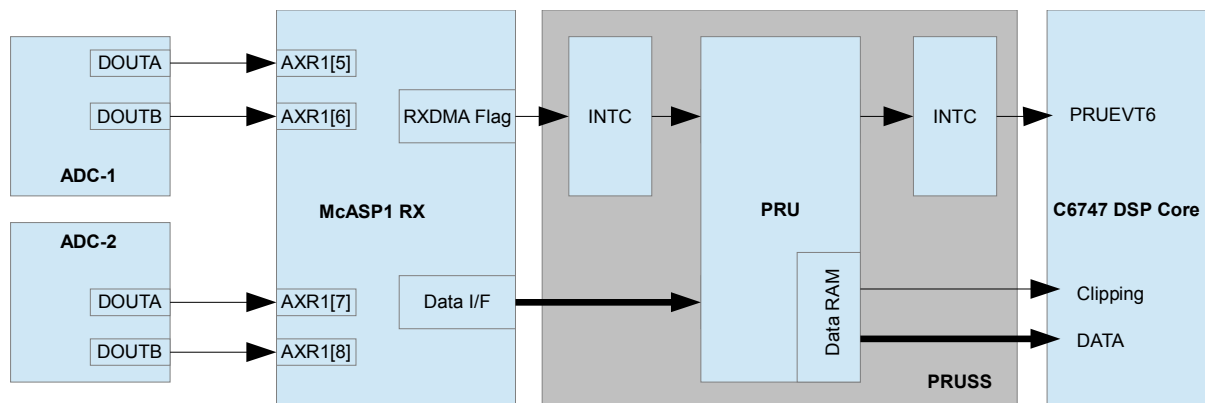 DOUTA
DOUTB
ADC-1
ADC-2
DOUTA
DOUTB
AXR1[5]
AXR1[6]
RXDMA Flag
McASP1 RX
Data I/F
AXR1[7]
AXR1[8]
INTC
PRU
Data RAM
INTC
PRUSS
PRUEVT6
C6747 DSP Core
Clipping
DATA